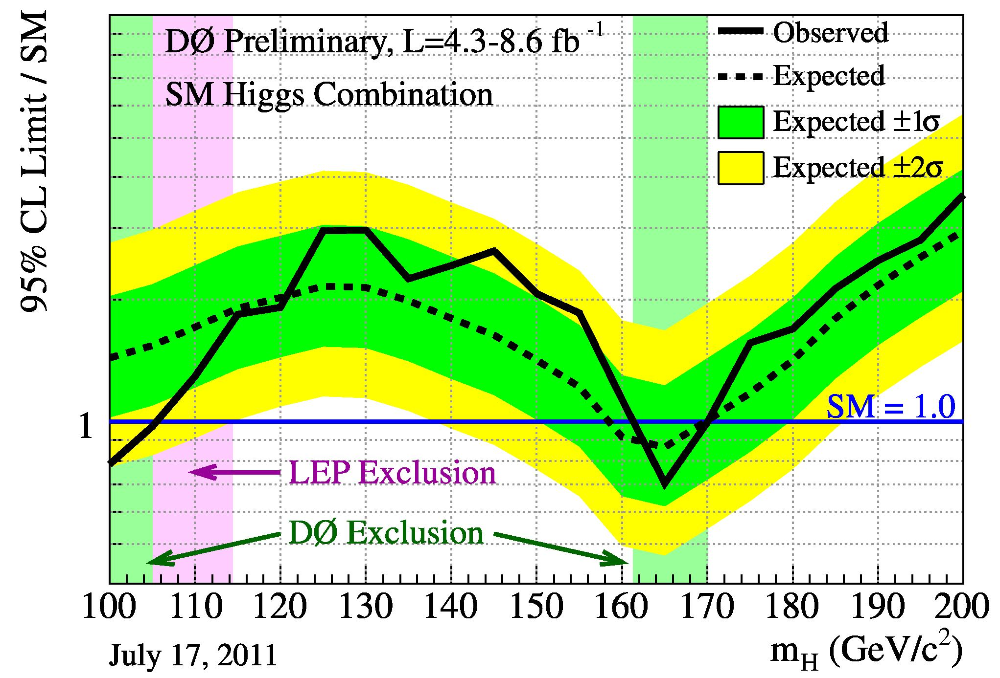 95% CL Limit / SM
DØ Preliminary, L=4.3-8.6 fb⁻¹
SM Higgs Combination
Observed
Expected
Expected ±1σ
Expected ±2σ
SM = 1.0
1
LEP Exclusion
DØ Exclusion
100 110 120 130 140 150 160 170 180 190 200
m_H (GeV/c²)
July 17, 2011